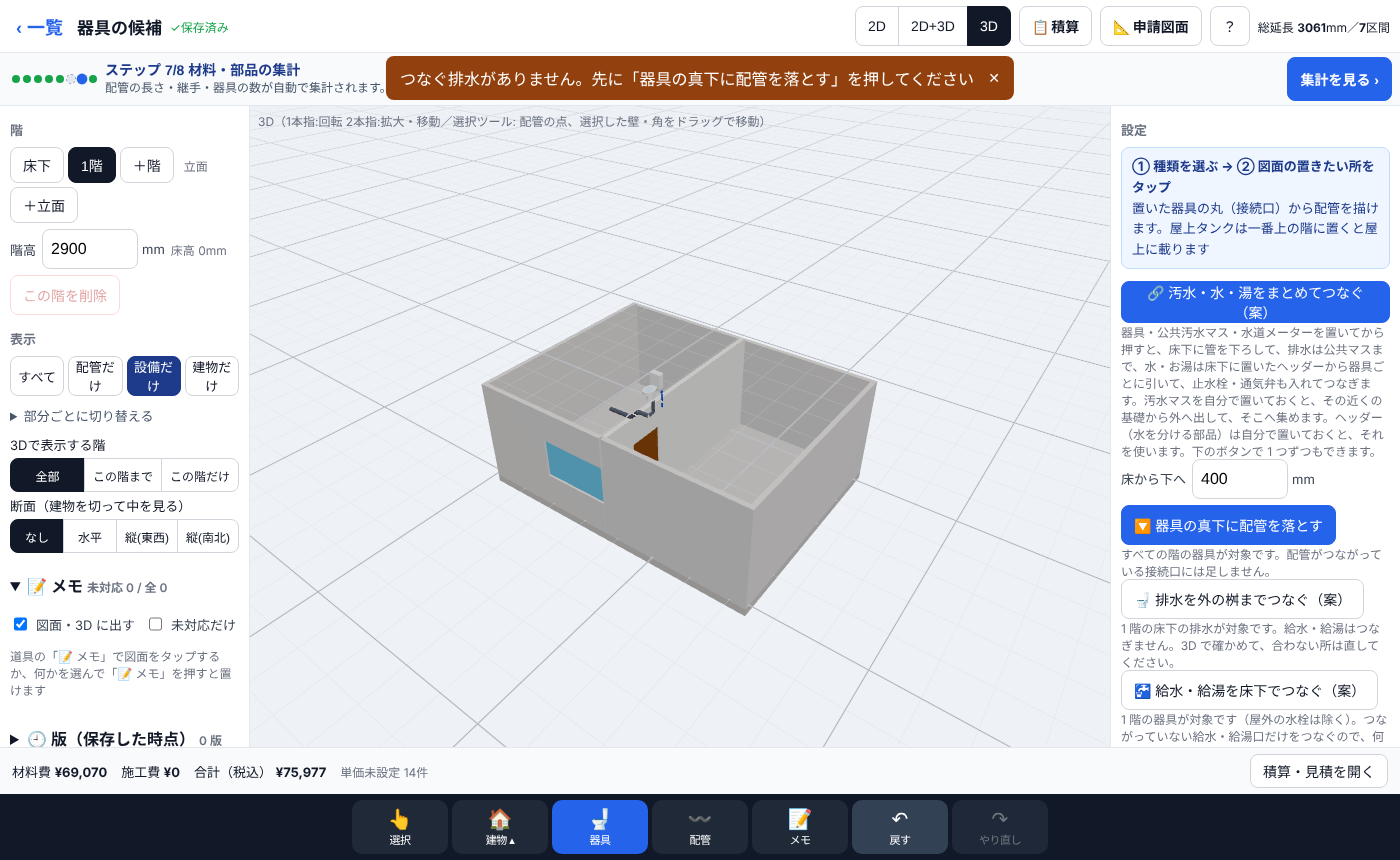 ‹ 一覧 器具の候補 ✓保存済み
2D 2D+3D 3D 📋 積算 📐 申請図面 ? 総延長 3061mm／7区間
ステップ 7/8 材料・部品の集計
配管の長さ・継手・器具の数が自動で集計されます。
つなぐ排水がありません。先に「器具の真下に配管を落とす」を押してください ✕
集計を見る ›
階
床下 1階 ＋階 立面
＋立面
階高 2900 mm 床高 0mm
この階を削除
表示
すべて 配管だけ 設備だけ 建物だけ
▶ 部分ごとに切り替える
3Dで表示する階
全部 この階まで この階だけ
断面（建物を切って中を見る）
なし 水平 縦(東西) 縦(南北)
▼ 📝 メモ 未対応 0 / 全 0
図面・3D に出す 未対応だけ
道具の「📝 メモ」で図面をタップする
か、何かを選んで「📝 メモ」を押すと置
けます
▶ 🕘 版（保存した時点） 0 版
3D（1本指:回転 2本指:拡大・移動／選択ツール: 配管の点、選択した壁・角をドラッグで移動）
設定
① 種類を選ぶ → ② 図面の置きたい所を
タップ
置いた器具の丸（接続口）から配管を描け
ます。屋上タンクは一番上の階に置くと屋
上に載ります
🔗 汚水・水・湯をまとめてつなぐ
（案）
器具・公共汚水マス・水道メーターを置いてから
押すと、床下に管を下ろして、排水は公共マスま
で、水・お湯は床下に置いたヘッダーから器具ご
とに引いて、止水栓・通気弁も入れてつなぎま
す。汚水マスを自分で置いておくと、その近くの
基礎から外へ出して、そこへ集めます。ヘッダー
（水を分ける部品）は自分で置いておくと、それ
を使います。下のボタンで 1 つずつもできます。
床から下へ 400 mm
🔽 器具の真下に配管を落とす
すべての階の器具が対象です。配管がつながって
いる接続口には足しません。
🚽 排水を外の桝までつなぐ（案）
1 階の床下の排水が対象です。給水・給湯はつな
ぎません。3D で確かめて、合わない所は直して
ください。
🚰 給水・給湯を床下でつなぐ（案）
1 階の器具が対象です（屋外の水栓は除く）。つな
がっていない給水・給湯口だけをつなぐので、何
材料費 ¥69,070 施工費 ¥0 合計（税込） ¥75,977 単価未設定 14件
積算・見積を開く
選択 建物▲ 器具 配管 メモ 戻す やり直し